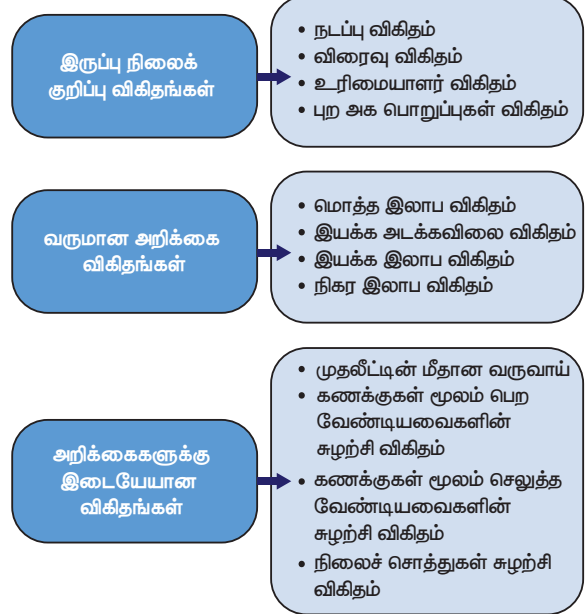 இருப்பு நிலைக்
குறிப்பு விகிதங்கள்
• நடப்பு விகிதம்
• விரைவு விகிதம்
• உரிமையாளர் விகிதம்
• புற அக பொறுப்புகள் விகிதம்
வருமான அறிக்கை
விகிதங்கள்
• மொத்த இலாப விகிதம்
• இயக்க அடக்கவிலை விகிதம்
• இயக்க இலாப விகிதம்
• நிகர இலாப விகிதம்
அறிக்கைகளுக்கு
இடையேயான
விகிதங்கள்
• முதலீட்டின் மீதான வருவாய்
• கணக்குகள் மூலம் பெற
வேண்டியவைகளின்
சுழற்சி விகிதம்
• கணக்குகள் மூலம் செலுத்த
வேண்டியவைகளின்
சுழற்சி விகிதம்
• நிலைச் சொத்துகள் சுழற்சி
விகிதம்